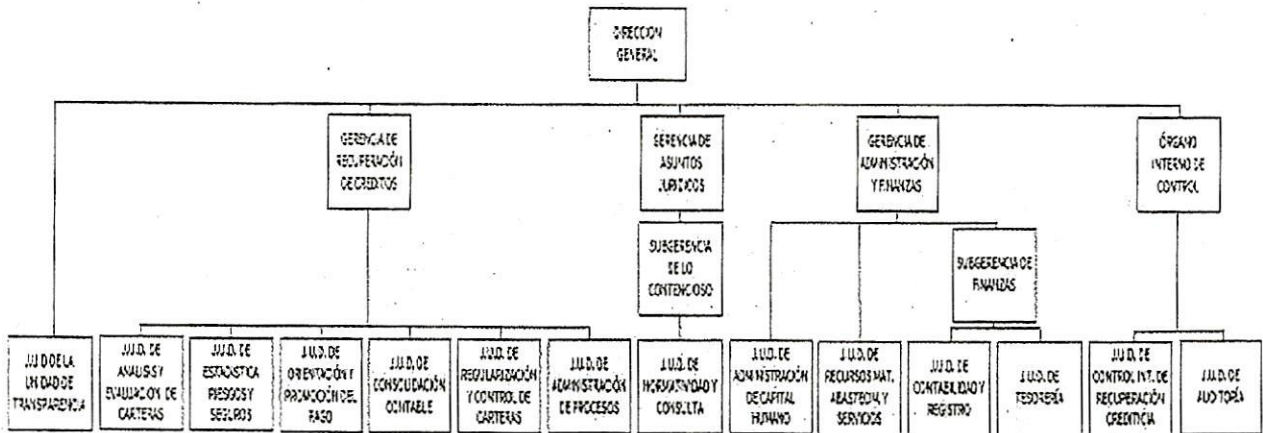 DIRECCION
GENERAL
GERENCIA DE
RECUPERACIÓN
DE CREDITOS
GERENCIA DE
ASUNTOS
JURIDICOS
GERENCIA DE
ADMINISTRACIÓN
Y FINANZAS
ÓRGANO
INTERNO DE
CONTROL
SUBGERENCIA
DE LO
CONTENCIOSO
SUBGERENCIA DE
FINANZAS
J.U.D DE LA
UNIDAD DE
TRANSPARENCIA
J.U.D. DE
ANALISIS Y
EVALUACION DE
CARTERAS
J.U.D. DE
ESTADISTICA
RIESGOS Y
SEGUROS
J.U.D. DE
ORIENTACIÓN Y
PROMOCIÓN DEL
PAGO
J.U.D. DE
CONSOLIDACIÓN
CONTABLE
J.U.D. DE
REGULARIZACIÓN
Y CONTROL DE
CARTERAS
J.U.D. DE
ADMINISTRACIÓN
DE PROCESOS
J.U.D. DE
NORMATIVIDAD Y
CONSULTA
J.U.D. DE
ADMINISTRACIÓN
DE CAPITAL
HUMANO
J.U.D. DE
RECURSOS MAT.
ABASTECIM. Y
SERVICIOS
J.U.D. DE
CONTABILIDAD Y
REGISTRO
J.U.D. DE
TESORERÍA
J.U.D. DE
CONTROL INT. DE
RECUPERACIÓN
CREDITICIA
J.U.D. DE
AUDITORÍA